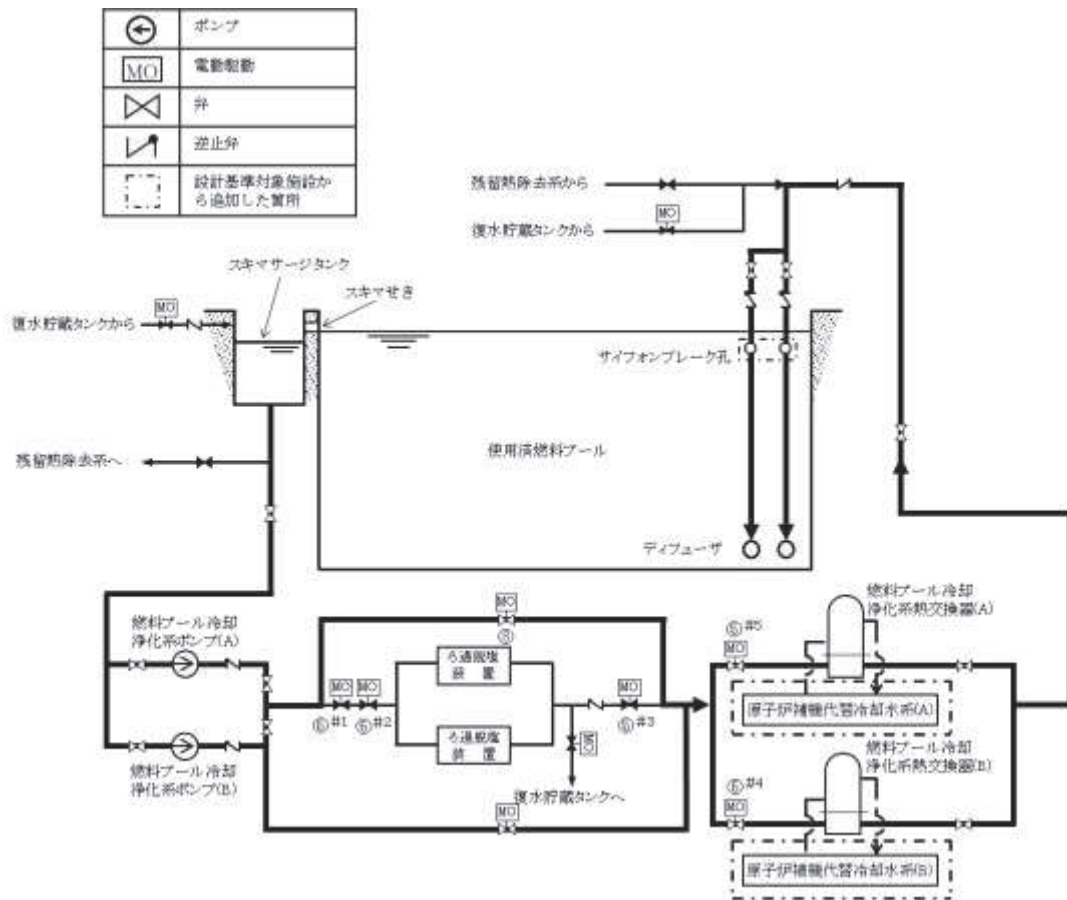 ポンプ
MO
電動駆動
弁
逆止弁
設計基準対象施設か
ら追加した箇所
残留熱除去系から
MO
復水貯蔵タンクから
スキマサージタンク
スキマせき
MO
復水貯蔵タンクから
サイフォンブレーク孔
残留熱除去系へ
使用済燃料プール
ディフューザ
燃料プール冷却
浄化系ポンプ(A)
MO
⑥
ろ過脱塩
装置
MO
MO
⑥#1
⑥#2
MO
⑥#3
ろ過脱塩
装置
MO
燃料プール冷却
浄化系ポンプ(B)
復水貯蔵タンクへ
MO
燃料プール冷却
浄化系熱交換器(A)
⑥#5
MO
原子炉補機代替冷却水系(A)
燃料プール冷却
浄化系熱交換器(B)
⑥#4
MO
原子炉補機代替冷却水系(B)